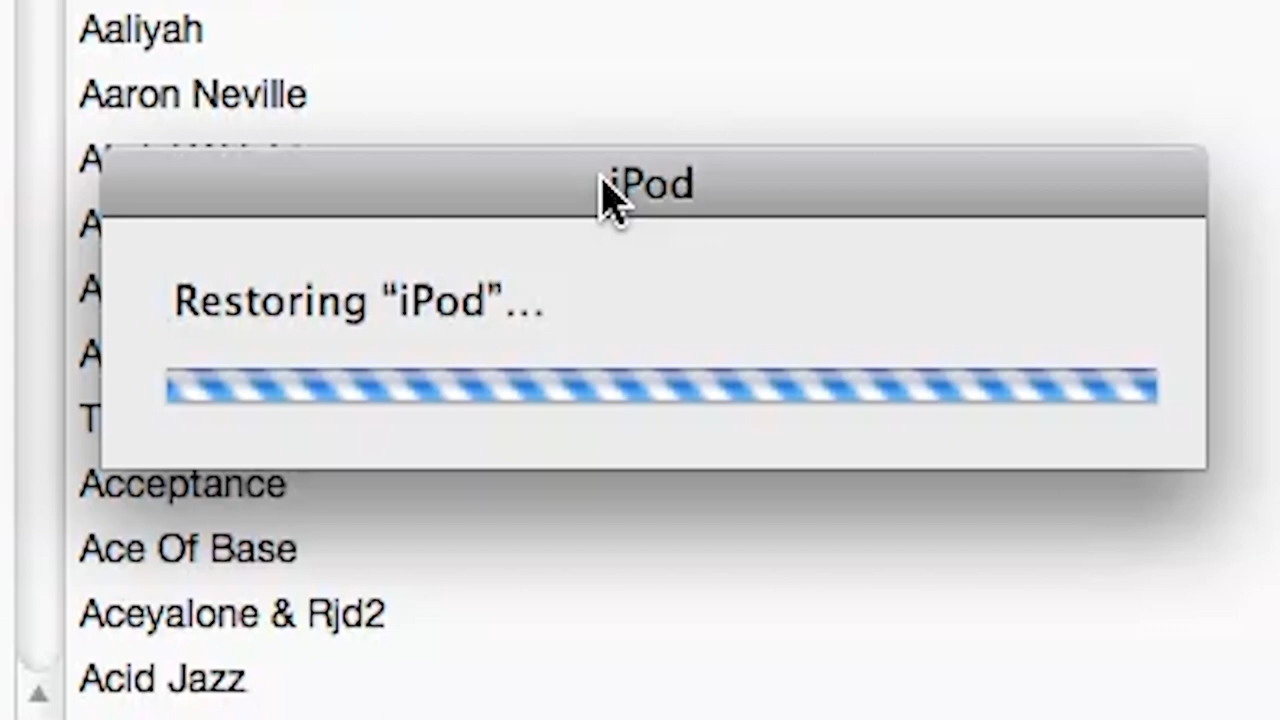 Aaliyah
Aaron Neville
iPod
Restoring “iPod”...
Acceptance
Ace Of Base
Aceyalone & Rjd2
Acid Jazz